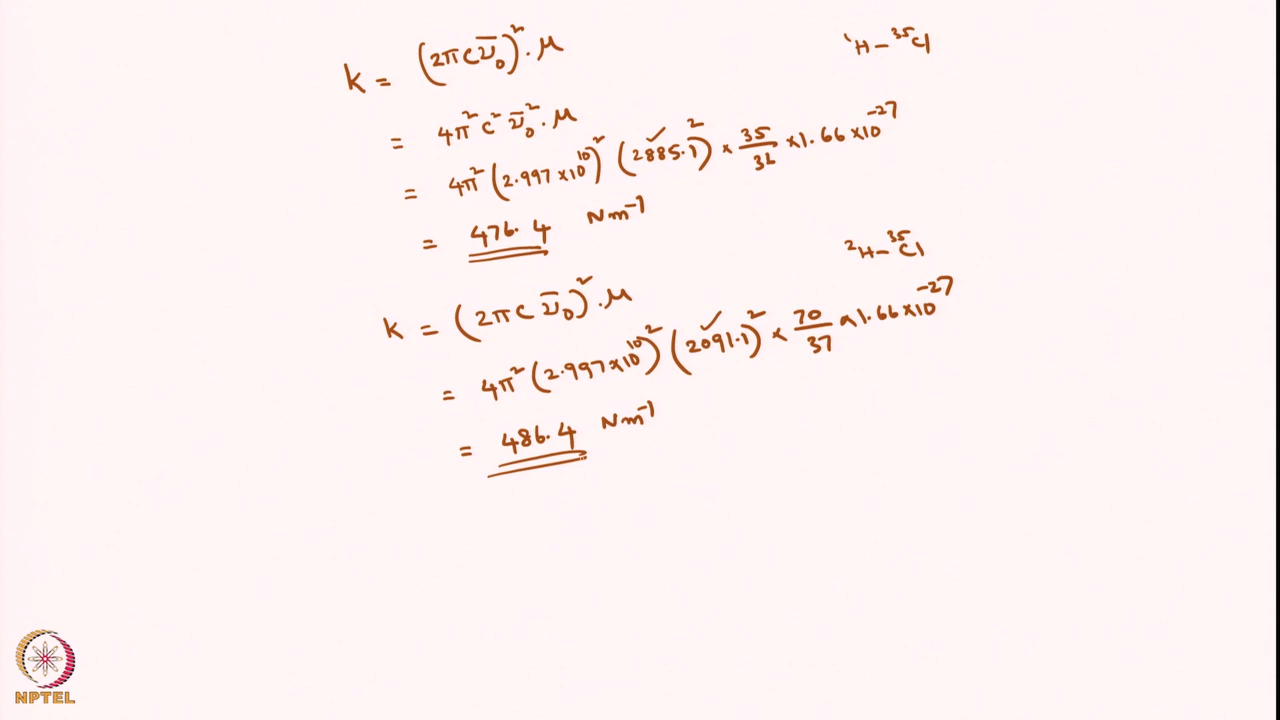 k = (2πcν̄₀)². μ
¹H–³⁵Cl
= 4π² c² ν̄₀². μ
= 4π² (2.997 ×10¹⁰)² (2885.1)² × 35/36 ×1.66 ×10⁻²⁷
= 476.4 Nm⁻¹
²H–³⁵Cl
k = (2πc ν̄₀)². μ
= 4π² (2.997×10¹⁰)² (2091.1)² × 70/37 ×1.66×10⁻²⁷
= 486.4 Nm⁻¹
NPTEL